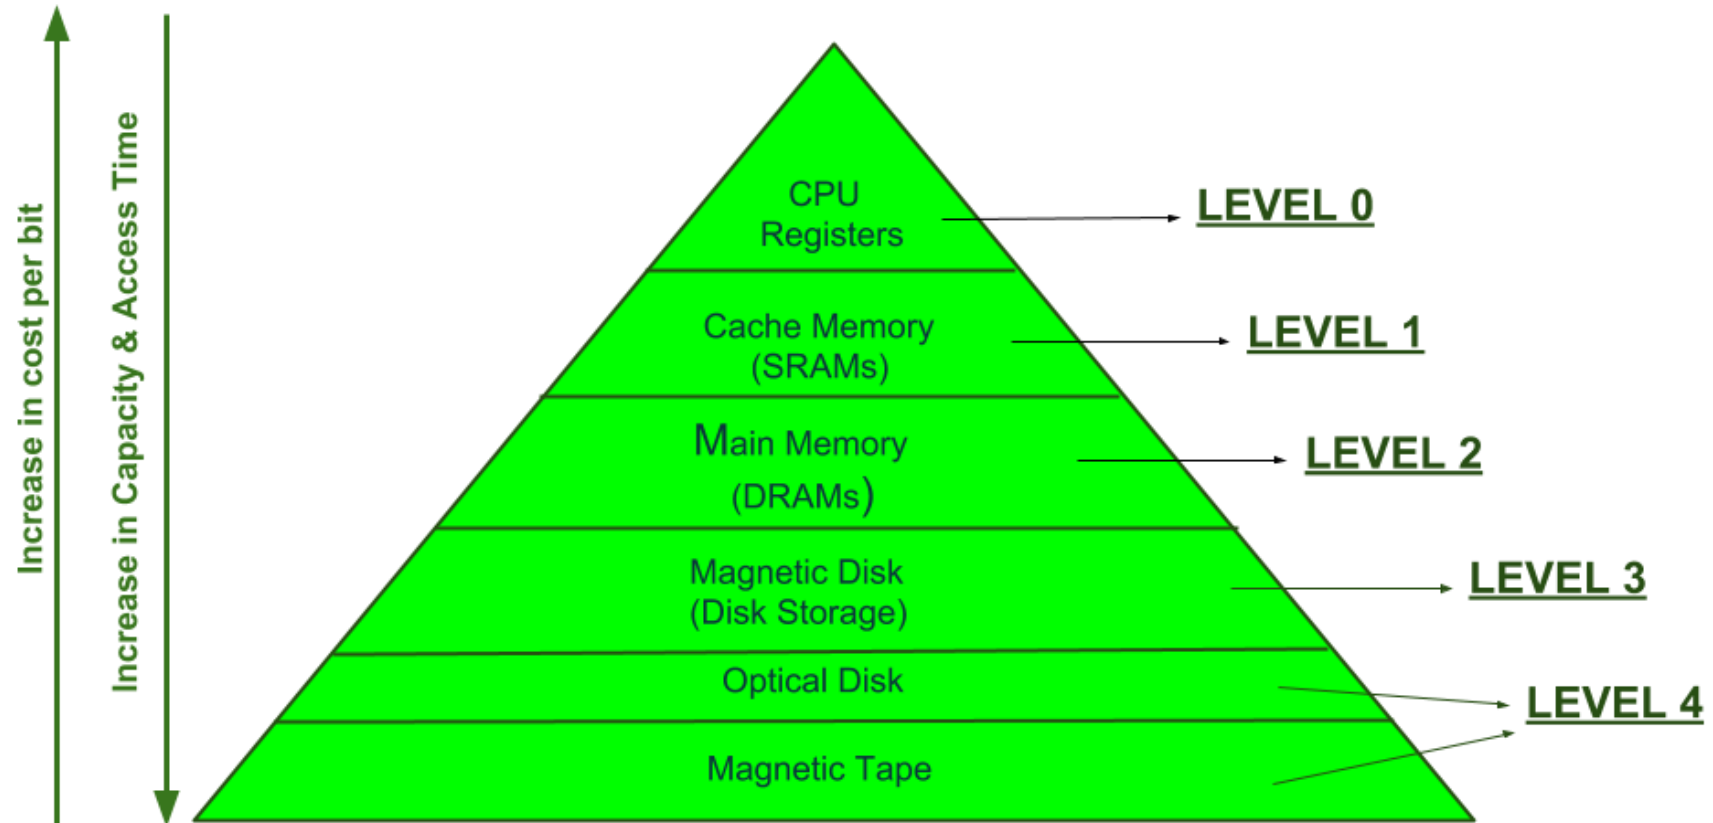 Increase in cost per bit
Increase in Capacity & Access Time
CPU
Registers
LEVEL 0
Cache Memory
(SRAMs)
LEVEL 1
Main Memory
(DRAMs)
LEVEL 2
Magnetic Disk
(Disk Storage)
LEVEL 3
Optical Disk
LEVEL 4
Magnetic Tape